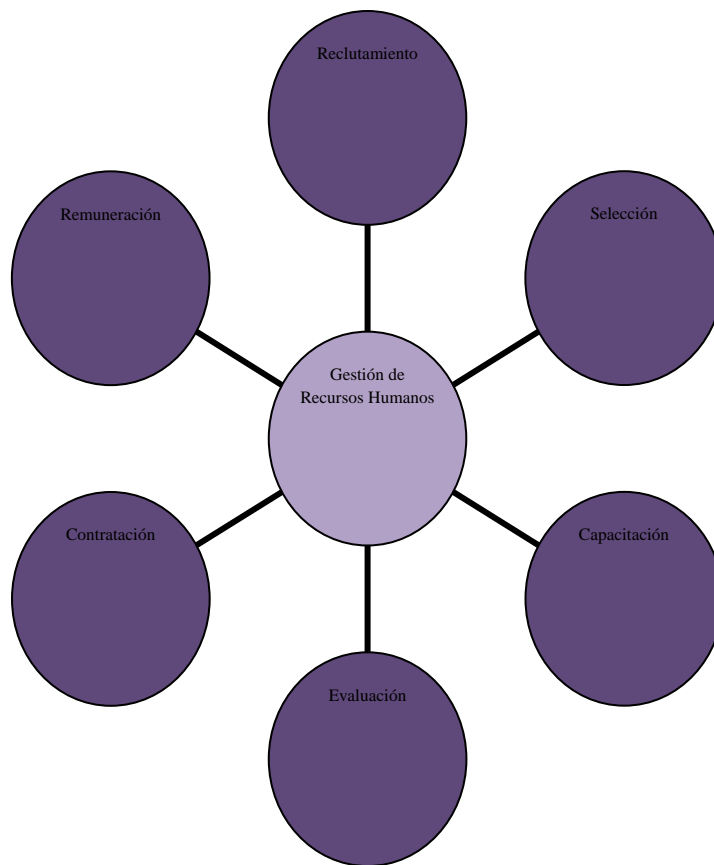 Reclutamiento
Remuneración
Selección
Gestión de
Recursos Humanos
Contratación
Capacitación
Evaluación